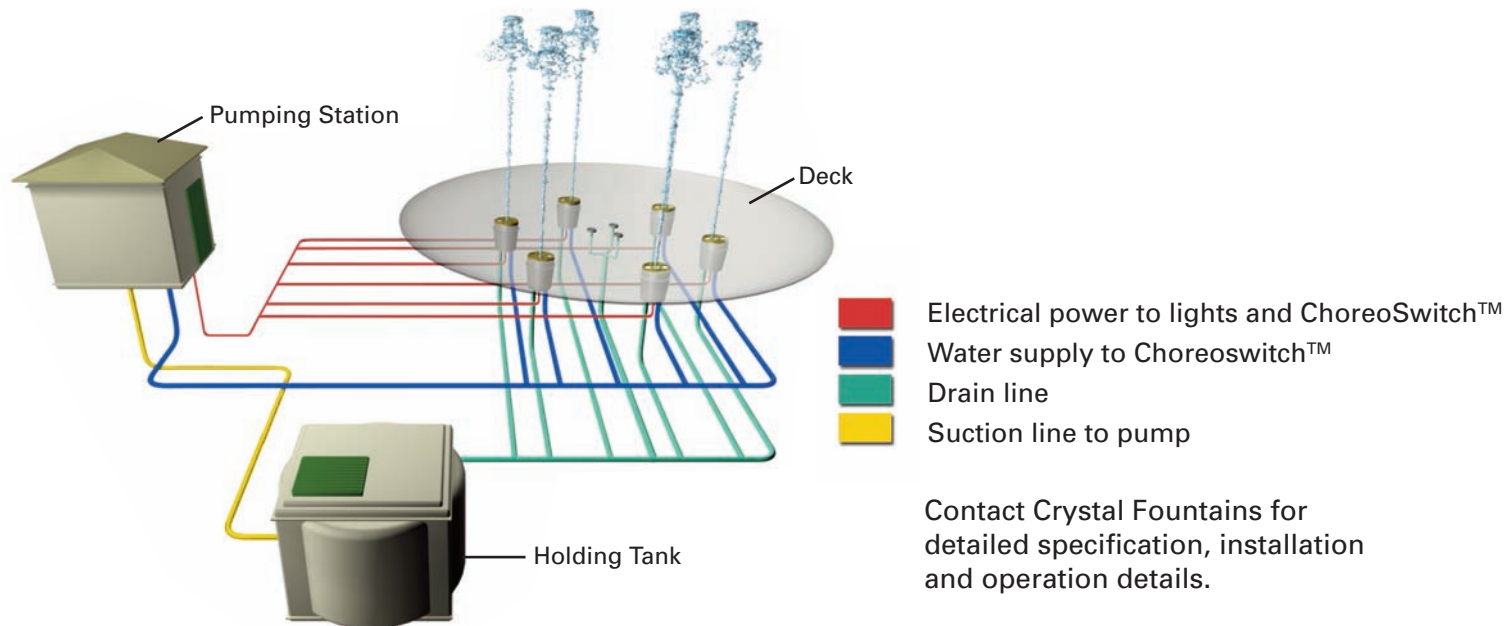 Pumping Station
Deck
Electrical power to lights and ChoreoSwitch™
Water supply to Choreoswitch™
Drain line
Suction line to pump
Contact Crystal Fountains for
detailed specification, installation
and operation details.
Holding Tank